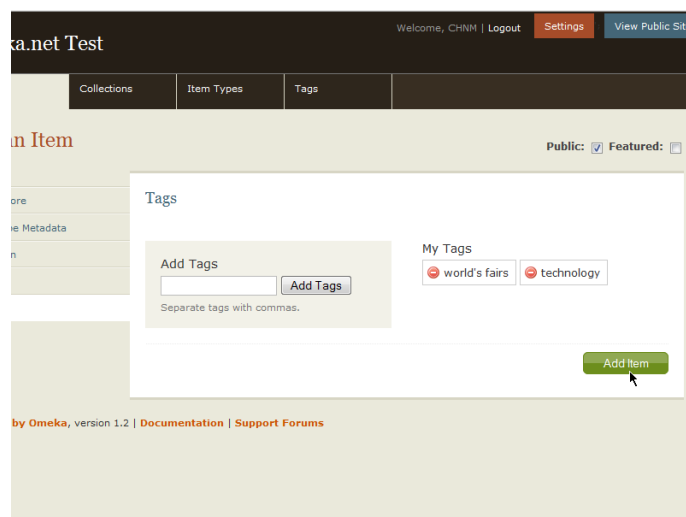 Welcome, CHNM | Logout Settings View Public Sit
ka.net Test
Collections Item Types Tags
an Item
Public: Featured:
ore
Tags
pe Metadata
n
My Tags
Add Tags
world's fairs technology
Add Tags
Separate tags with commas.
Add Item
by Omeka, version 1.2 | Documentation | Support Forums